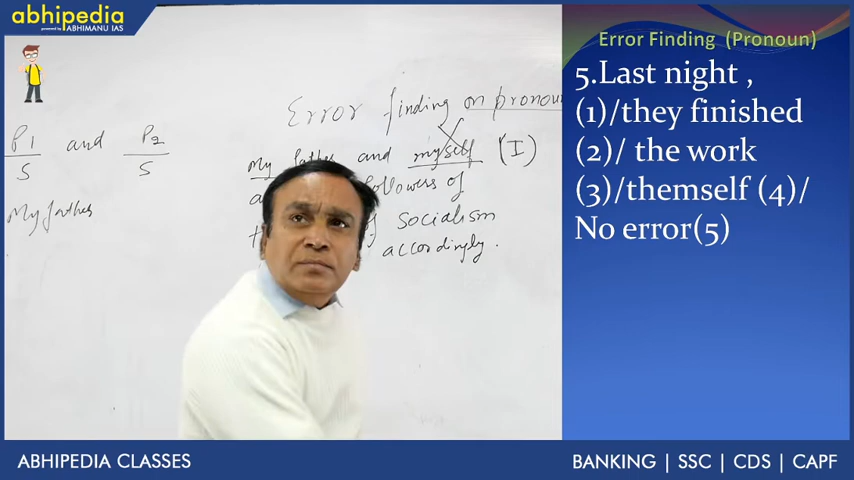 abhipedia
powered by ABHIMANU IAS
Error finding on pronoun
P1 and P2
S S
My father and myself (I)
followers of
My father
socialism
accordingly.
Error Finding (Pronoun)
5.Last night ,
(1)/they finished
(2)/ the work
(3)/themself (4)/
No error(5)
ABHIPEDIA CLASSES
BANKING | SSC | CDS | CAPF